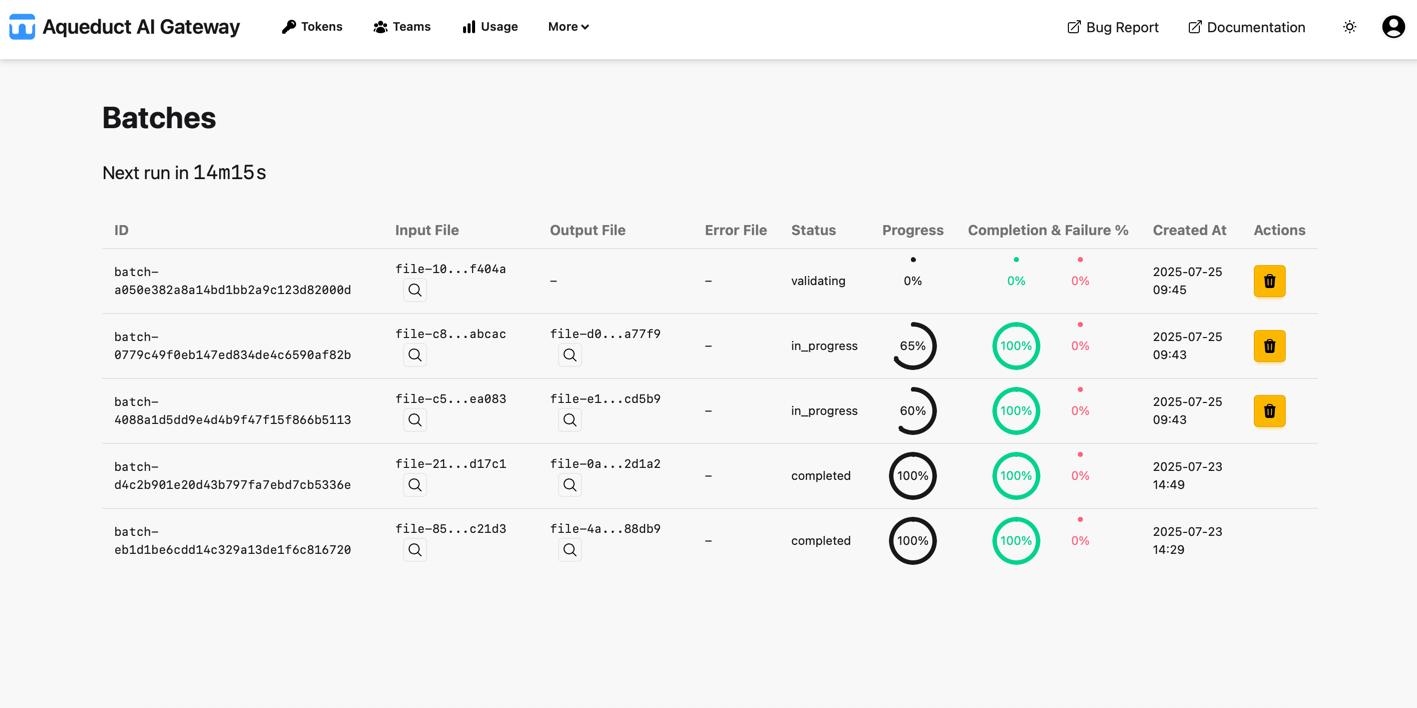 Aqueduct AI Gateway
Tokens
Teams
Usage
More
Bug Report
Documentation
Batches
Next run in 14m15s
ID Input File Output File Error File Status Progress Completion & Failure % Created At Actions
batch-
a050e382a8a14bd1bb2a9c123d82000d
file-10...f404a
–
–
validating
0%
0%
0%
2025-07-25
09:45
batch-
0779c49f0eb147ed834de4c6590af82b
file-c8...abcac
file-d0...a77f9
–
in_progress
65%
100%
0%
2025-07-25
09:43
batch-
4088a1d5dd9e4d4b9f47f15f866b5113
file-c5...ea083
file-e1...cd5b9
–
in_progress
60%
100%
0%
2025-07-25
09:43
batch-
d4c2b901e20d43b797fa7ebd7cb5336e
file-21...d17c1
file-0a...2d1a2
–
completed
100%
100%
0%
2025-07-23
14:49
batch-
eb1d1be6cdd14c329a13de1f6c816720
file-85...c21d3
file-4a...88db9
–
completed
100%
100%
0%
2025-07-23
14:29